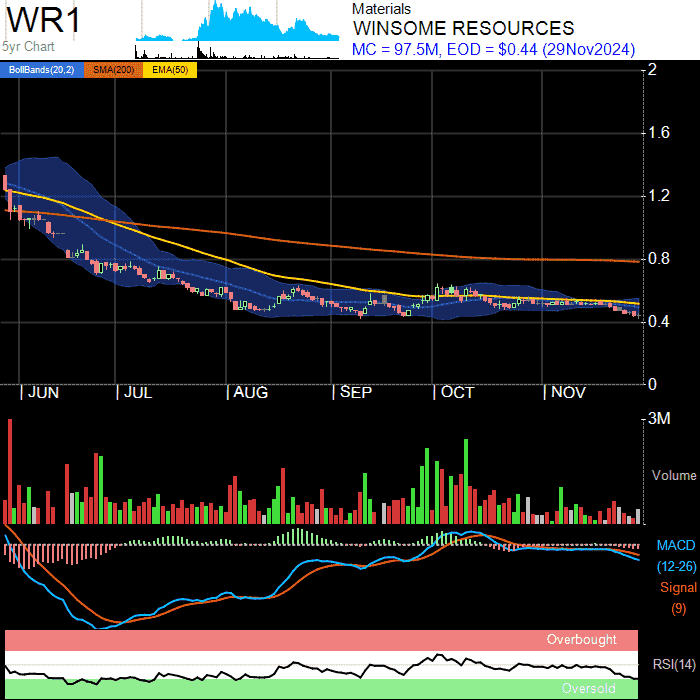 WR1
5yr Chart
Materials
WINSOME RESOURCES
MC = 97.5M, EOD = $0.44 (29Nov2024)
BollBands(20,2) SMA(200) EMA(50)
2
1.6
1.2
0.8
0.4
0
JUN JUL AUG SEP OCT NOV
3M
Volume
MACD
(12-26)
Signal
(9)
Overbought
RSI(14)
Oversold